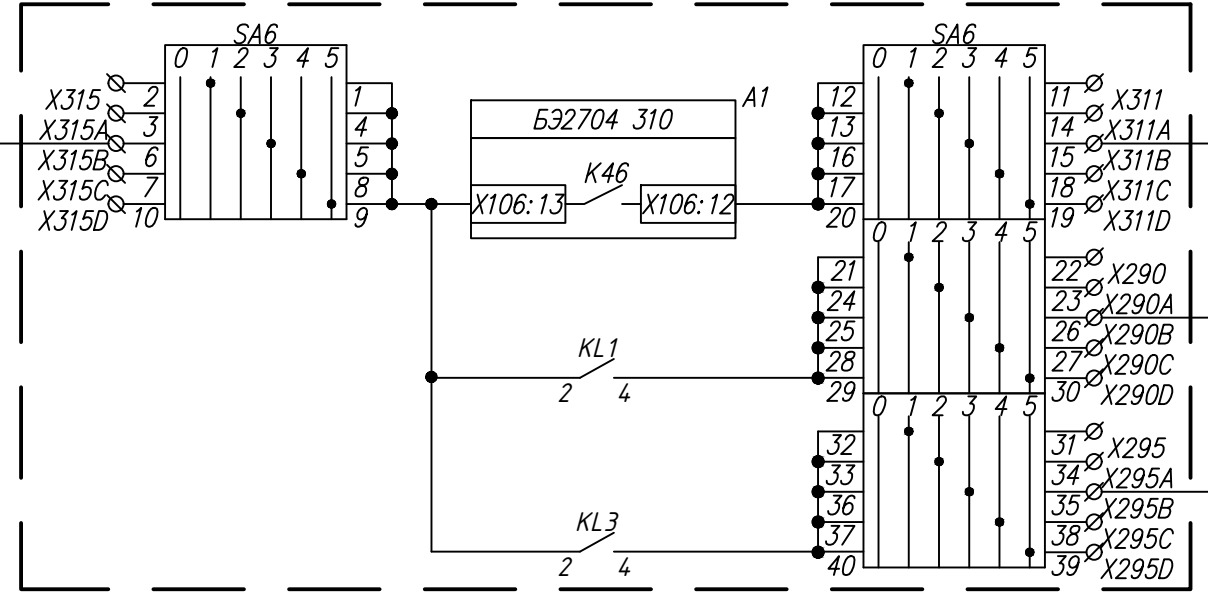 SA6
0 1 2 3 4 5
X315
X315A
X315B
X315C
X315D
2
3
6
7
10
1
4
5
8
9
A1
БЭ2704 310
K46
X106:13
X106:12
KL1
2 4
KL3
2 4
SA6
0 1 2 3 4 5
12
13
16
17
20
11
14
15
18
19
X311
X311A
X311B
X311C
X311D
0 1 2 3 4 5
21
24
25
28
29
22
23
26
27
30
X290
X290A
X290B
X290C
X290D
0 1 2 3 4 5
32
33
36
37
40
31
34
35
38
39
X295
X295A
X295B
X295C
X295D